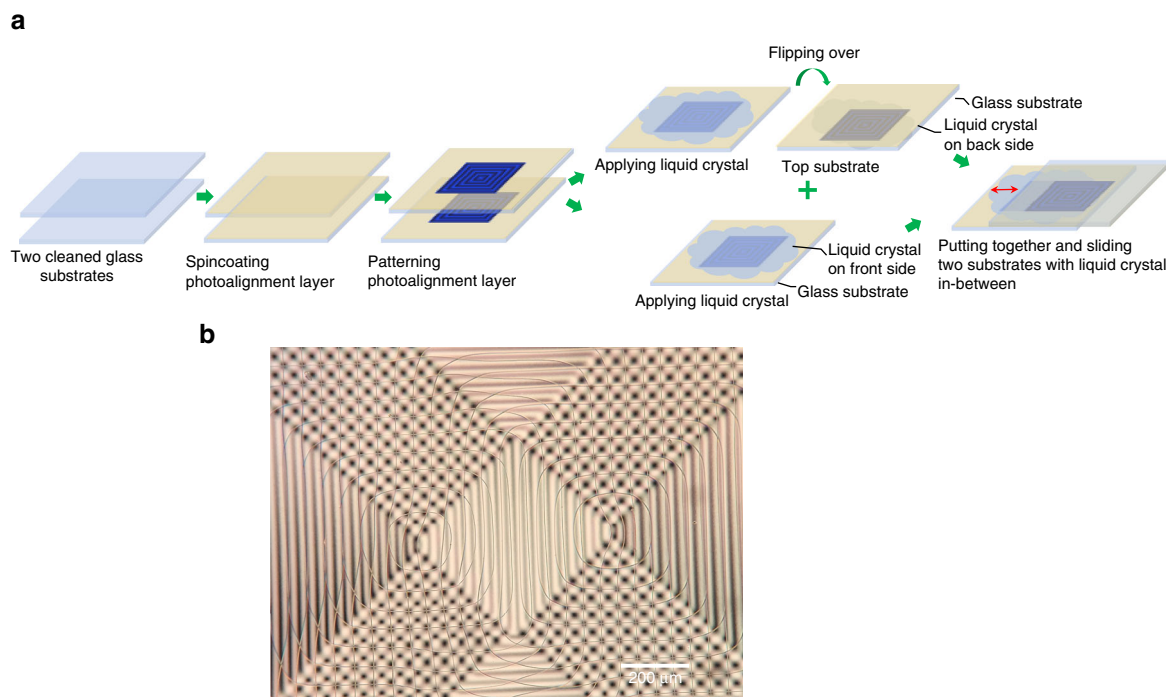 a
Flipping over
Glass substrate
Liquid crystal
on back side
Applying liquid crystal
Top substrate
Two cleaned glass
substrates
Spincoating
photoalignment layer
Patterning
photoalignment layer
Liquid crystal
on front side
Applying liquid crystal
Glass substrate
Putting together and sliding
two substrates with liquid crystal
in-between
b
200 μm